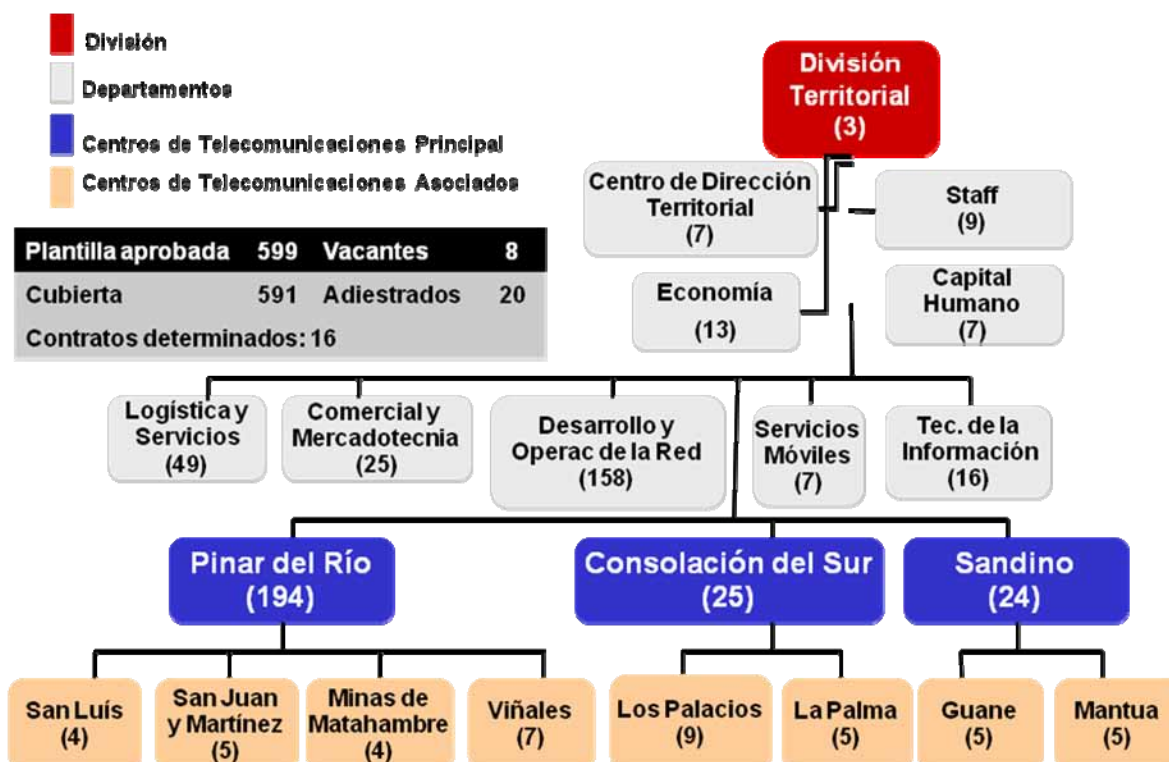 División
Departamentos
Centros de Telecomunicaciones Principal
Centros de Telecomunicaciones Asociados
Plantilla aprobada 599 Vacantes 8
Cubierta 591 Adiestrados 20
Contratos determinados: 16
División
Territorial
(3)
Centro de Dirección
Territorial
(7)
Staff
(9)
Economía
(13)
Capital
Humano
(7)
Logística y
Servicios
(49)
Comercial y
Mercadotecnia
(25)
Desarrollo y
Operac de la Red
(158)
Servicios
Móviles
(7)
Tec. de la
Información
(16)
Pinar del Río
(194)
Consolación del Sur
(25)
Sandino
(24)
San Luís
(4)
San Juan
y Martínez
(5)
Minas de
Matahambre
(4)
Viñales
(7)
Los Palacios
(9)
La Palma
(5)
Guane
(5)
Mantua
(5)